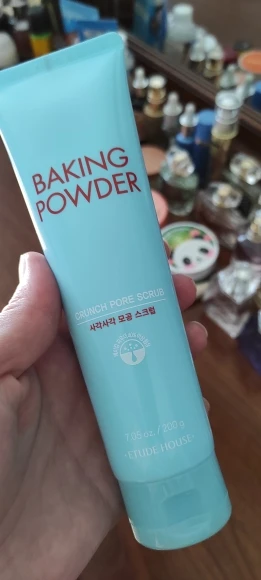 BAKING
POWDER
CRUNCH PORE SCRUB
사각사각 모공 스크럽
7.05 oz. / 200 g
·ETUDE HOUSE·